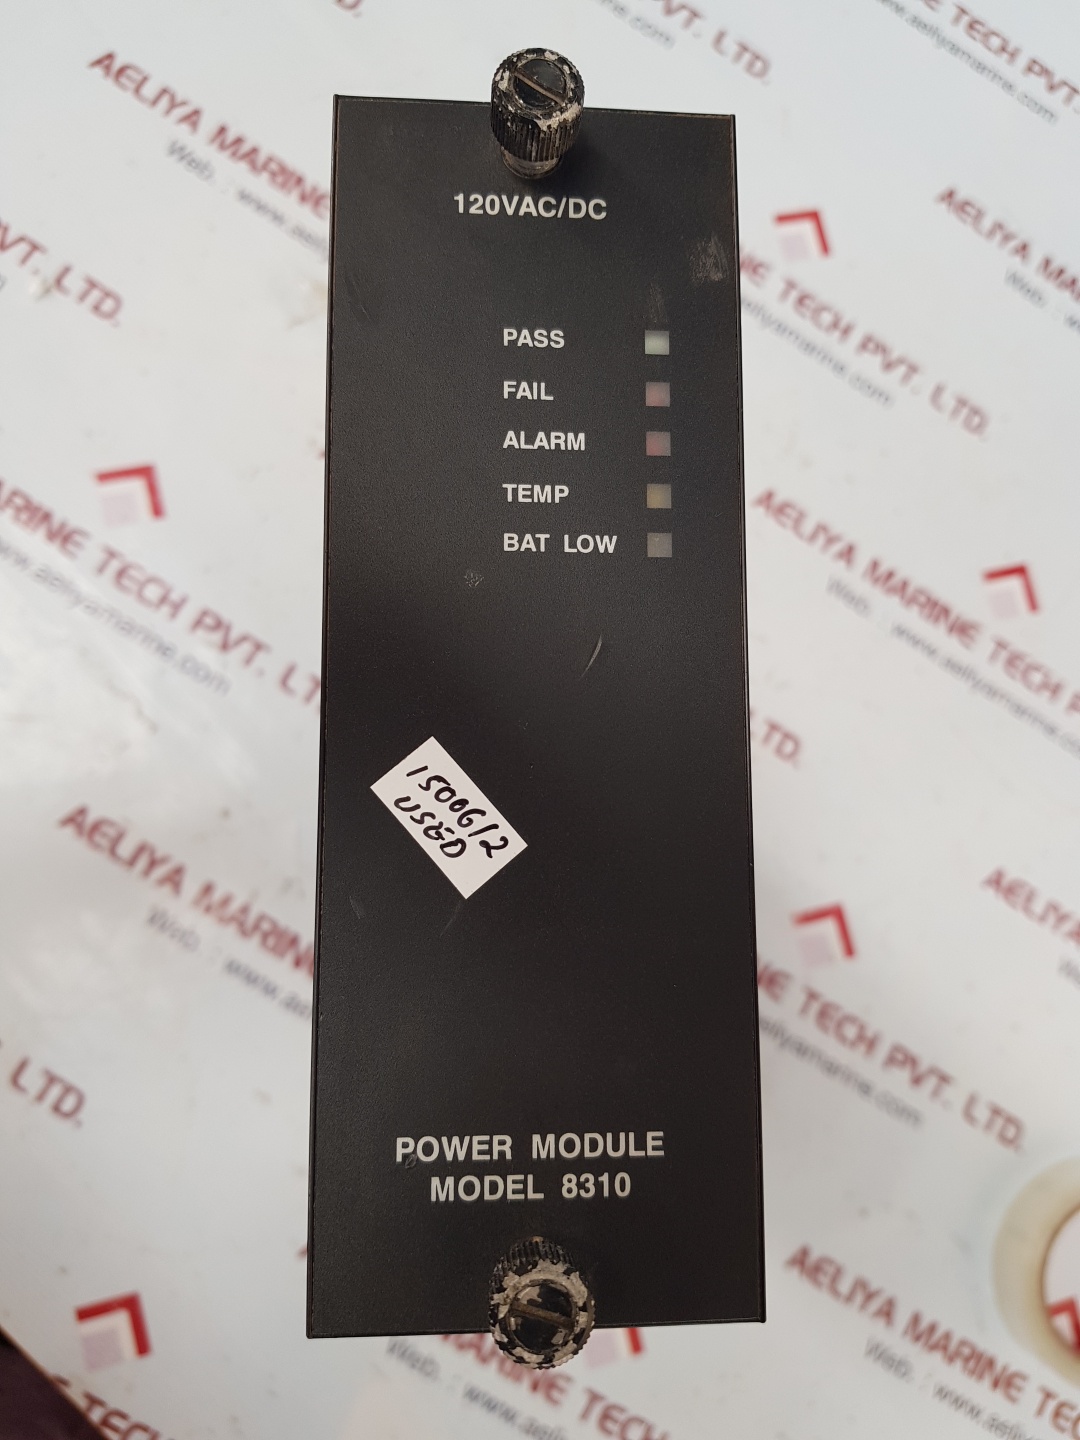 120VAC/DC
PASS
FAIL
ALARM
TEMP
BAT LOW
1500612
USED
POWER MODULE
MODEL 8310
AELIYA MARINE TECH PVT. LTD.
Web. : www.aeliyamarine.com